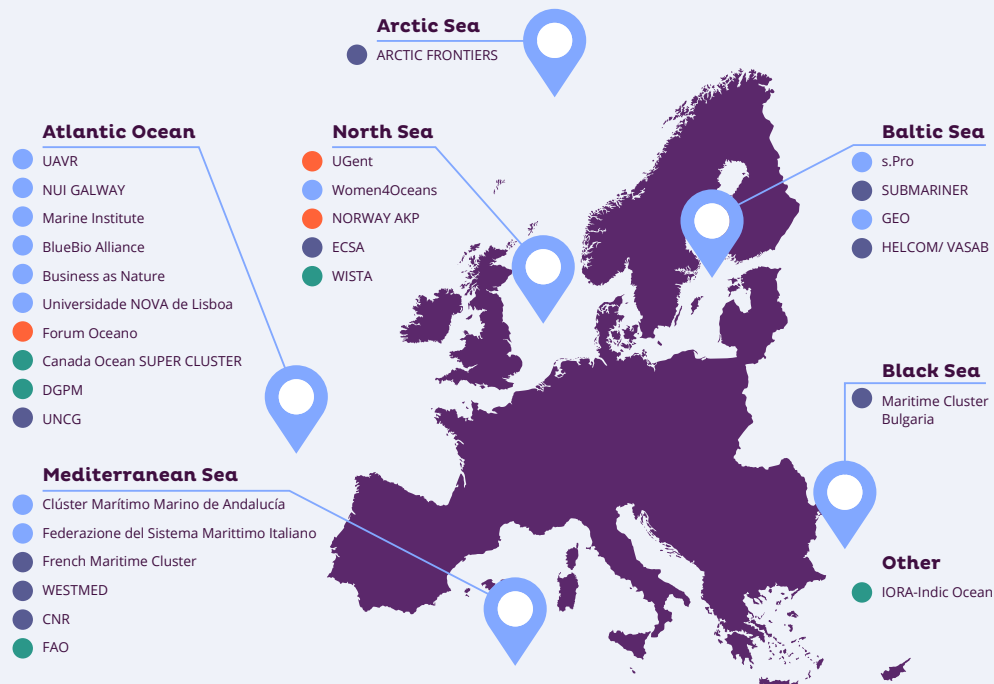 Arctic Sea
ARCTIC FRONTIERS
Atlantic Ocean
UAVR
NUI GALWAY
Marine Institute
BlueBio Alliance
Business as Nature
Universidade NOVA de Lisboa
Forum Oceano
Canada Ocean SUPER CLUSTER
DGPM
UNCG
North Sea
UGent
Women4Oceans
NORWAY AKP
ECSA
WISTA
Baltic Sea
s.Pro
SUBMARINER
GEO
HELCOM/ VASAB
Black Sea
Maritime Cluster
Bulgaria
Mediterranean Sea
Clúster Marítimo Marino de Andalucía
Federazione del Sistema Marittimo Italiano
French Maritime Cluster
WESTMED
CNR
FAO
Other
IORA-Indic Ocean